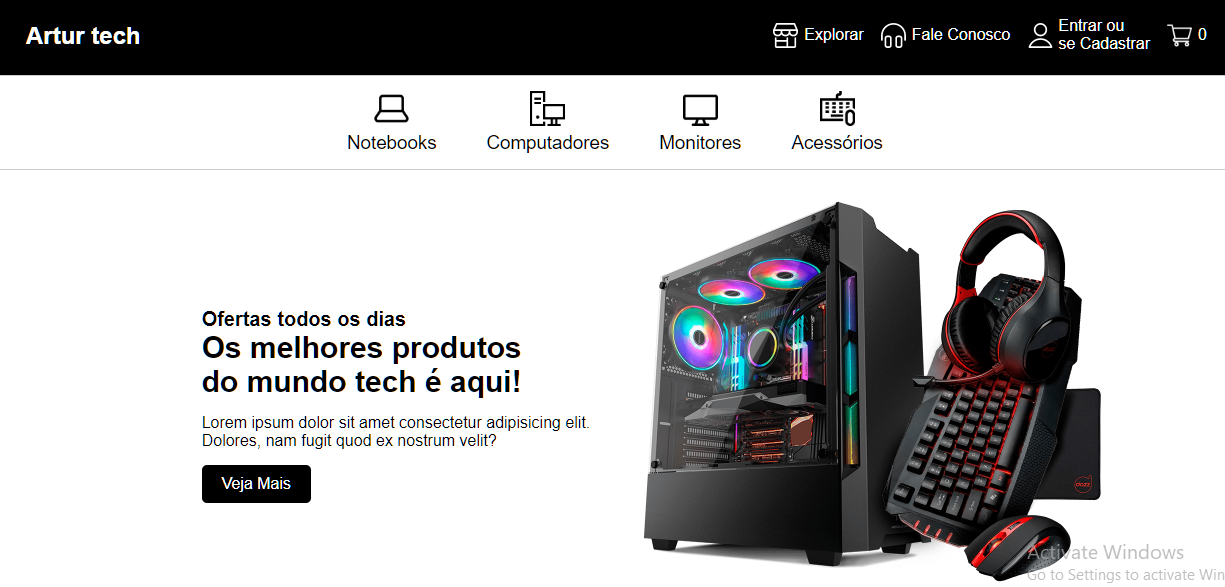 Artur tech
Explorar
Fale Conosco
Entrar ou
se Cadastrar
0
Notebooks
Computadores
Monitores
Acessórios
Ofertas todos os dias
Os melhores produtos
do mundo tech é aqui!
Lorem ipsum dolor sit amet consectetur adipisicing elit.
Dolores, nam fugit quod ex nostrum velit?
Veja Mais
Activate Windows
Go to Settings to activate Win